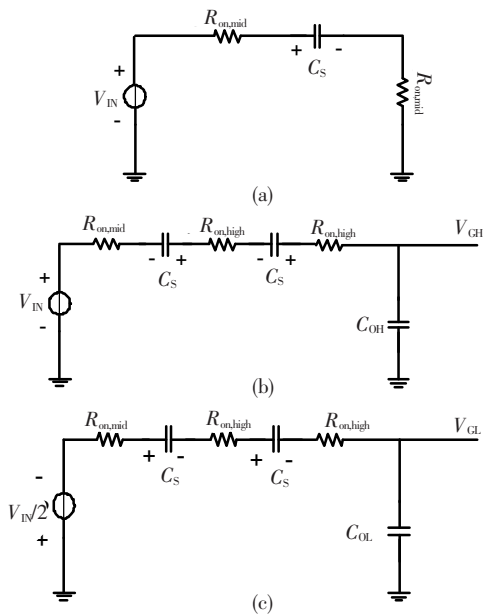 R_on,mid
+ -
C_S
+
V_IN
-
R_on,mid
(a)
R_on,mid R_on,high R_on,high V_GH
- + - +
C_S C_S
+
V_IN
-
C_OH
(b)
R_on,mid R_on,high R_on,high V_GL
+ - + -
C_S C_S
-
V_IN/2
+
C_OL
(c)